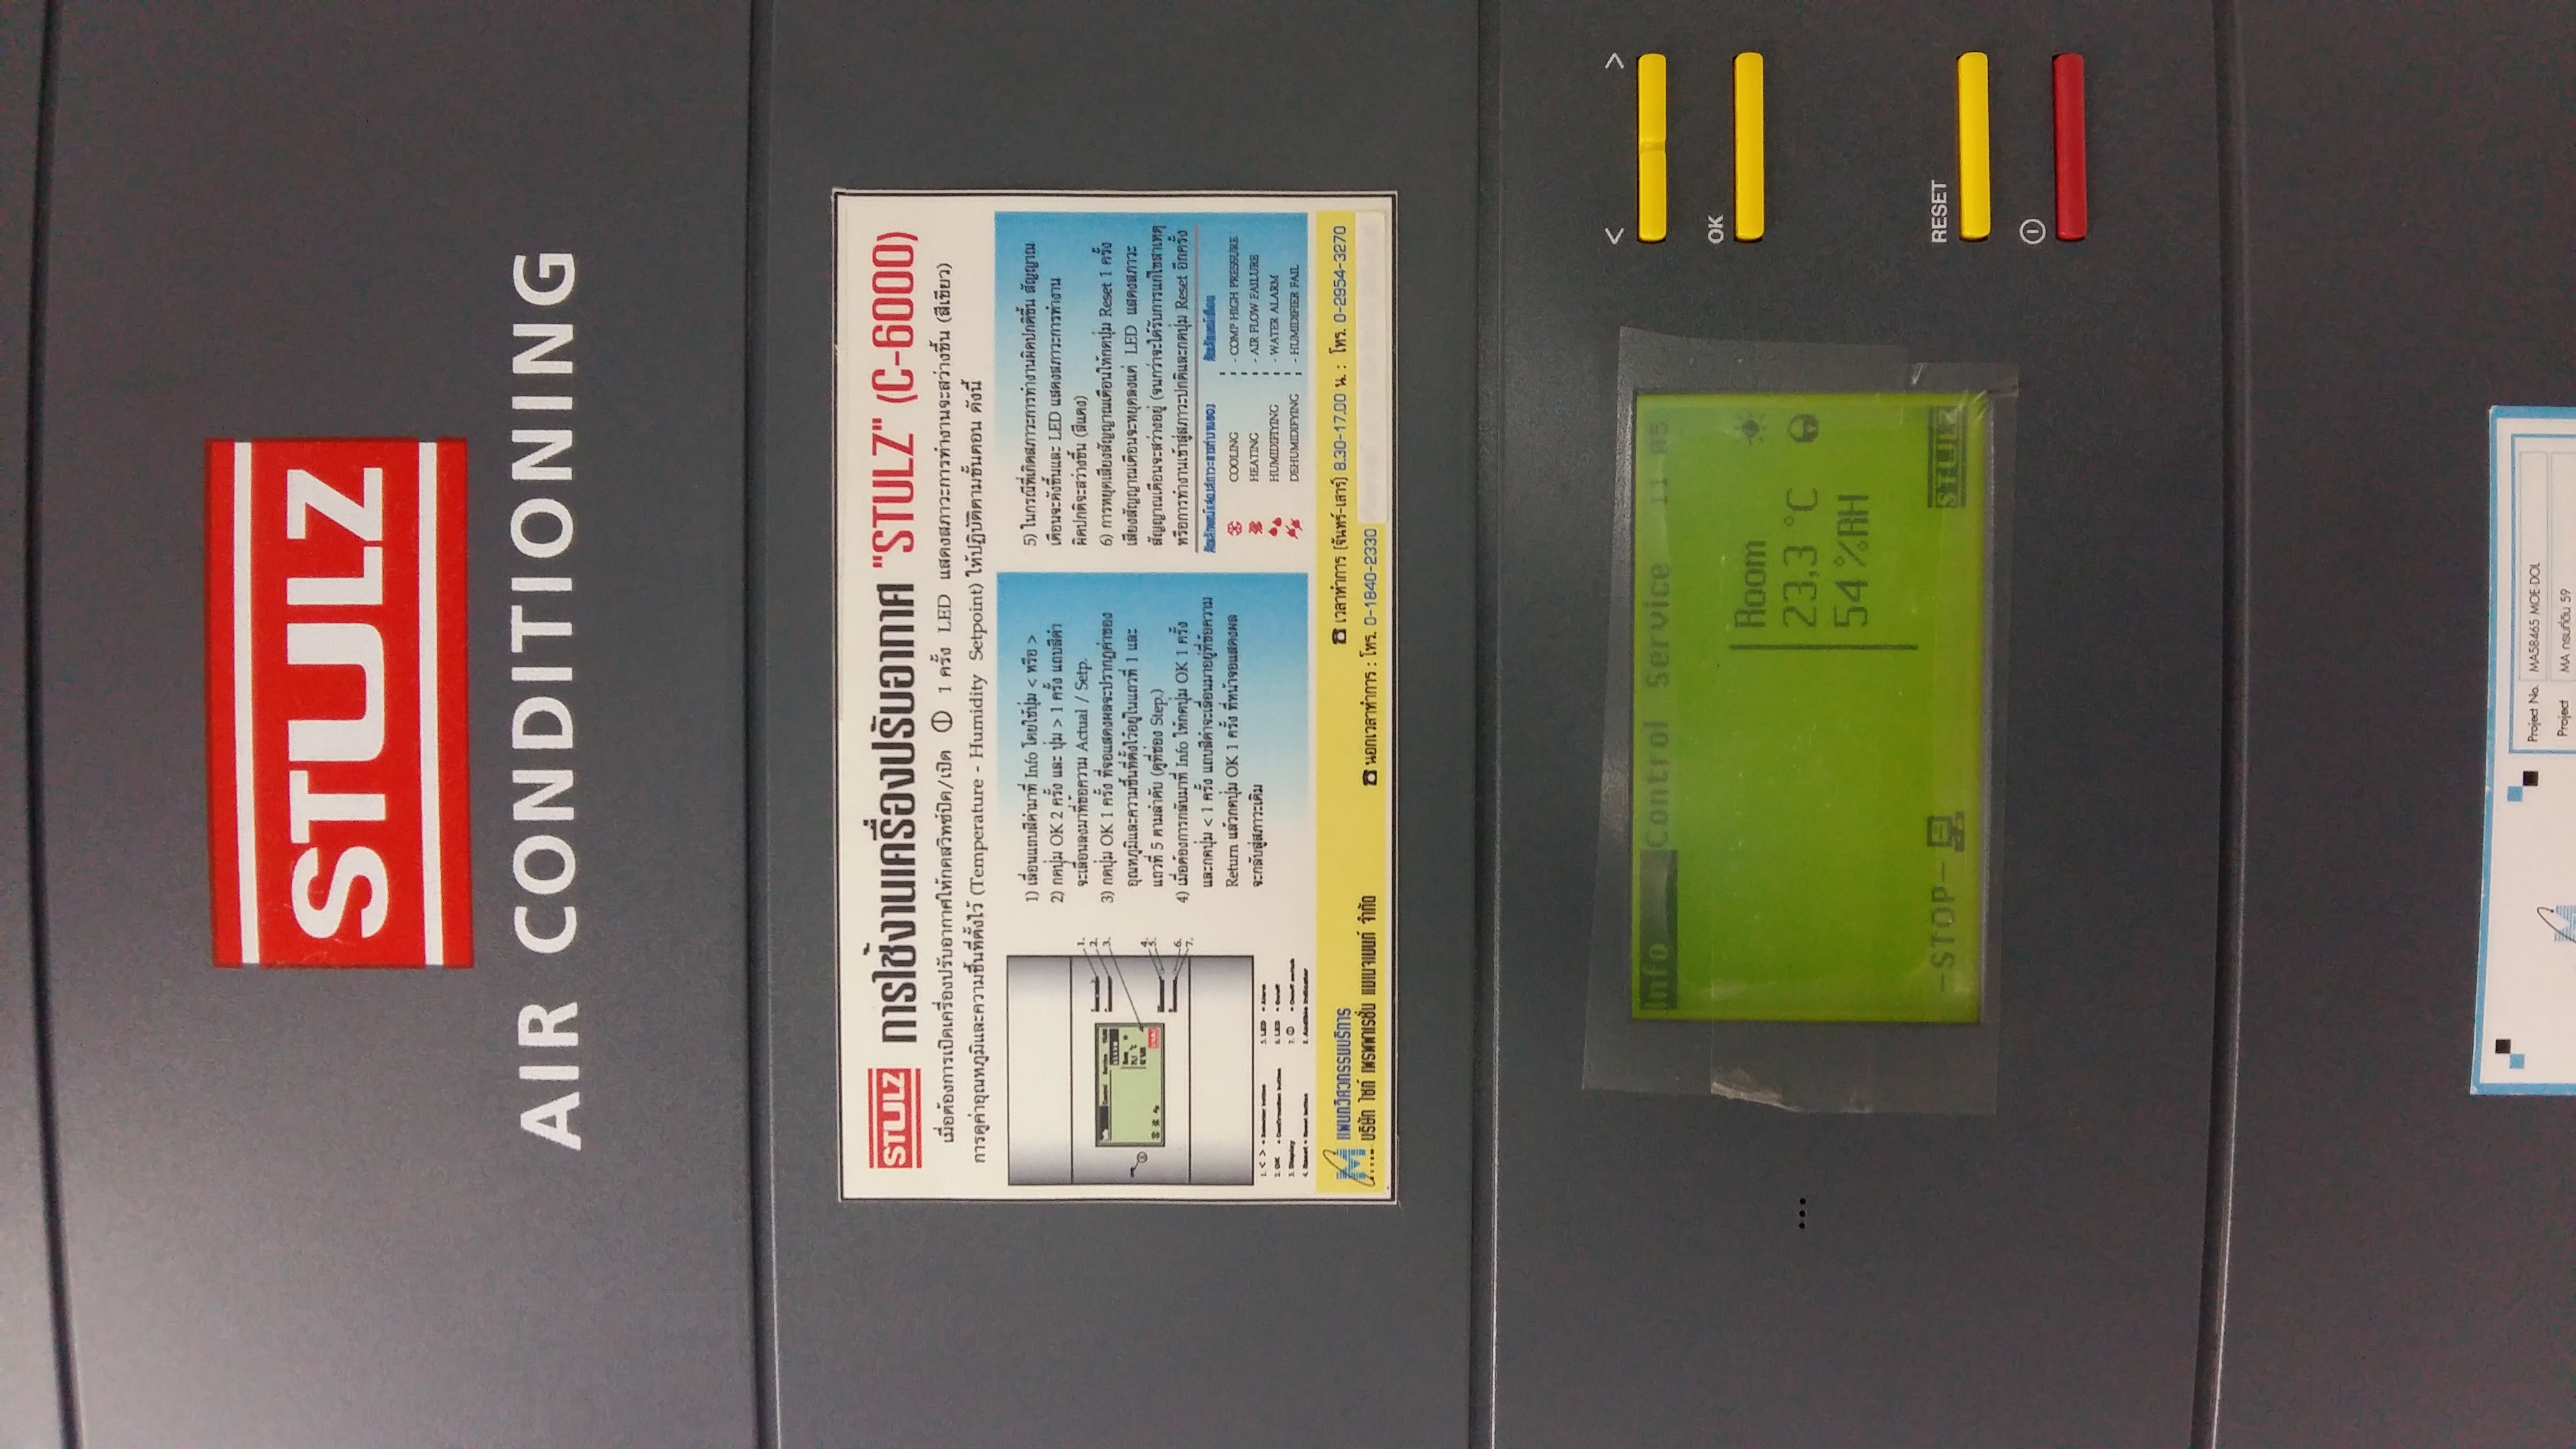 STULZ
AIR CONDITIONING
STULZ การใช้งานเครื่องปรับอากาศ "STULZ" (C-6000)
เมื่อต้องการเปิดเครื่องปรับอากาศให้กดสวิทซ์ปิด/เปิด 1 ครั้ง LED แสดงสภาวะการทำงานจะสว่างขึ้น (สีเขียว)
การดูค่าอุณหภูมิและความชื้นที่ตั้งไว้ (Temperature - Humidity Setpoint) ให้ปฏิบัติตามขั้นตอน ดังนี้
1) เลื่อนแถบสีดำมาที่ Info โดยใช้ปุ่ม < หรือ >
2) กดปุ่ม OK 2 ครั้ง และ ปุ่ม > 1 ครั้ง แถบสีดำ
จะเลื่อนลงมาที่ข้อความ Actual / Setp.
3) กดปุ่ม OK 1 ครั้ง ที่จอแสดงผลจะปรากฏค่าของ
อุณหภูมิและความชื้นที่ตั้งไว้อยู่ในแถวที่ 1 และ
แถวที่ 5 ตามลำดับ (ดูที่ช่อง Step.)
4) เมื่อต้องการกลับมาที่ Info ให้กดปุ่ม OK 1 ครั้ง
และกดปุ่ม < 1 ครั้ง แถบสีดำจะเลื่อนมาอยู่ที่ข้อความ
Return แล้วกดปุ่ม OK 1 ครั้ง ที่หน้าจอแสดงผล
จะกลับสู่สภาวะเดิม
5) ในกรณีที่เกิดสภาวะการทำงานผิดปกติขึ้น สัญญาณ
เตือนจะดังขึ้นและ LED แสดงสภาวะการทำงาน
ผิดปกติจะสว่างขึ้น (สีแดง)
6) การหยุดเสียงสัญญาณเตือนให้กดปุ่ม Reset 1 ครั้ง
เสียงสัญญาณเตือนจะหยุดลงแต่ LED แสดงสภาวะ
สัญญาณเตือนจะสว่างอยู่ (จนกว่าจะได้รับการแก้ไขสาเหตุ
หรือการทำงานเข้าสู่สภาวะปกติและกดปุ่ม Reset อีกครั้ง
COOLING - COMP HIGH PRESSURE
HEATING - AIR FLOW FAILURE
HUMIDIFIYING - WATER ALARM
DEHUMIDIFYING - HUMIDIFIER FAIL
1. < > = Selector button 5. LED = Alarm
2. OK = Confirmation button 6. LED = On/off
3. Display 7. = On/off switch
4. Reset = Reset button 8. Audible indicator
แผนกวิศวกรรมบริการ
บริษัท ไซท์ เพรพพาเรชั่น แมเนจเมนท์ จำกัด
เวลาทำการ (จันทร์-เสาร์) 8.30-17.00 น. : โทร. 0-2954-3270
นอกเวลาทำการ : โทร. 0-1840-2330
< >
Info Control Service 11 05
OK
Room
23,3 °C
54 %RH
-STOP- STULZ
RESET
Project No. MA58465 MOE-DOL
Project MA กรมที่ดิน 59